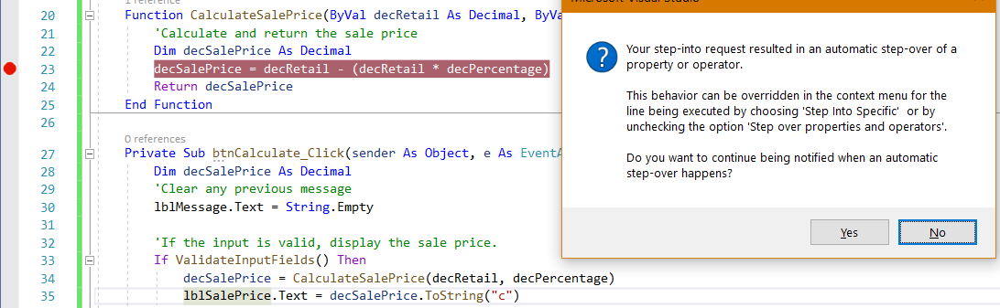 1 reference
20 Function CalculateSalePrice(ByVal decRetail As Decimal, ByVa
21 'Calculate and return the sale price
22 Dim decSalePrice As Decimal
23 decSalePrice = decRetail - (decRetail * decPercentage)
24 Return decSalePrice
25 End Function
26
0 references
27 Private Sub btnCalculate_Click(sender As Object, e As EventA
28 Dim decSalePrice As Decimal
29 'Clear any previous message
30 lblMessage.Text = String.Empty
31
32 'If the input is valid, display the sale price.
33 If ValidateInputFields() Then
34 decSalePrice = CalculateSalePrice(decRetail, decPercentage)
35 lblSalePrice.Text = decSalePrice.ToString("c")
Microsoft Visual Studio
Your step-into request resulted in an automatic step-over of a
property or operator.
This behavior can be overridden in the context menu for the
line being executed by choosing 'Step Into Specific' or by
unchecking the option 'Step over properties and operators'.
Do you want to continue being notified when an automatic
step-over happens?
Yes
No